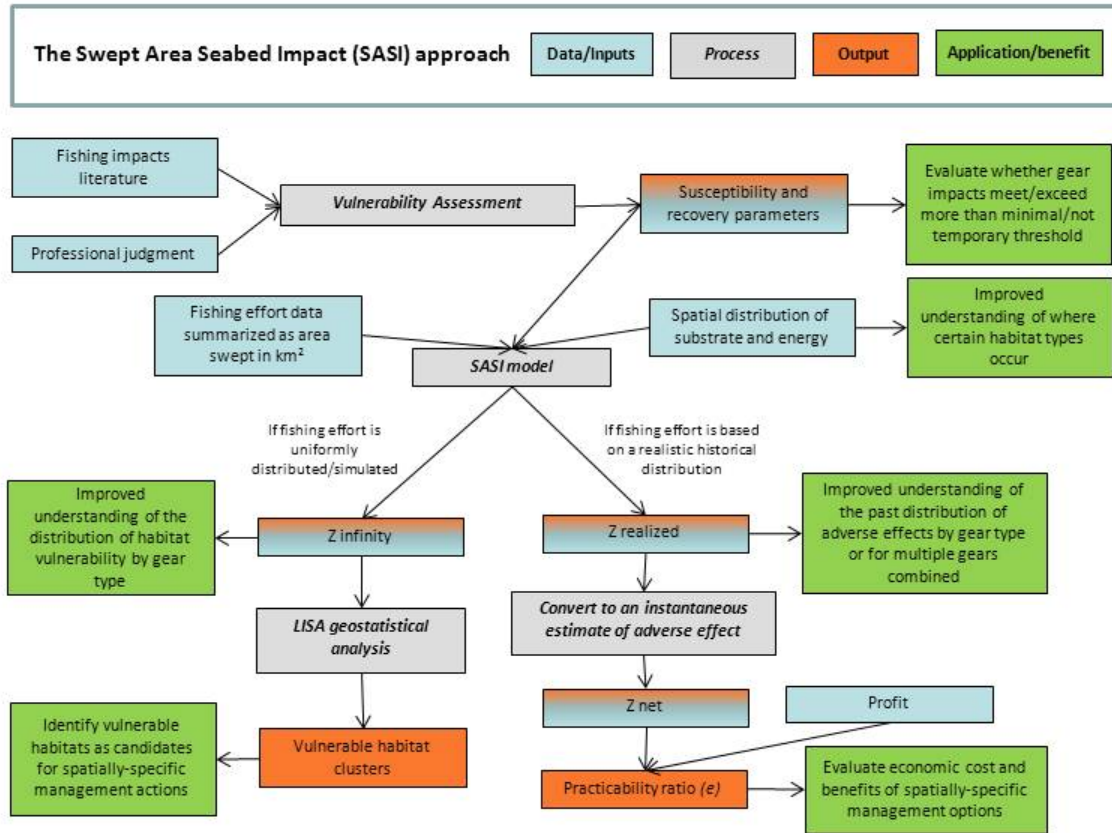 The Swept Area Seabed Impact (SASI) approach
Data/Inputs
Process
Output
Application/benefit
Fishing impacts
literature
Professional judgment
Vulnerability Assessment
Susceptibility and
recovery parameters
Evaluate whether gear
impacts meet/exceed
more than minimal/not
temporary threshold
Fishing effort data
summarized as area
swept in km²
Spatial distribution of
substrate and energy
Improved
understanding of where
certain habitat types
occur
SASI model
If fishing effort is
uniformly
distributed/simulated
If fishing effort is based
on a realistic historical
distribution
Improved
understanding of the
distribution of habitat
vulnerability by gear
type
Z infinity
Z realized
Improved understanding of
the past distribution of
adverse effects by gear type
or for multiple gears
combined
LISA geostatistical
analysis
Convert to an instantaneous
estimate of adverse effect
Z net
Profit
Identify vulnerable
habitats as candidates
for spatially-specific
management actions
Vulnerable habitat
clusters
Practicability ratio (e)
Evaluate economic cost and
benefits of spatially-specific
management options